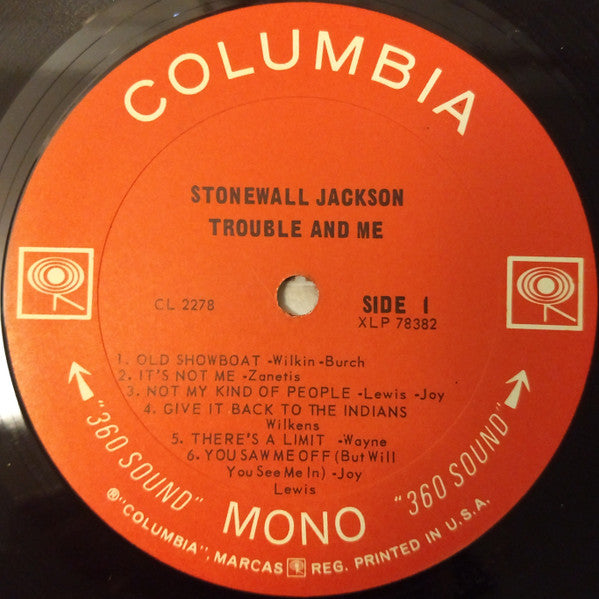 COLUMBIA
STONEWALL JACKSON
TROUBLE AND ME
CL 2278
SIDE 1
XLP 78382
1. OLD SHOWBOAT -Wilkin -Burch
2. IT'S NOT ME -Zanetis
3. NOT MY KIND OF PEOPLE -Lewis -Joy
4. GIVE IT BACK TO THE INDIANS
Wilkens
5. THERE'S A LIMIT -Wayne
6. YOU SAW ME OFF (But Will
You See Me In) -Joy
Lewis
"360 SOUND"
MONO
"360 SOUND"
℗"COLUMBIA", MARCAS REG. PRINTED IN U.S.A.